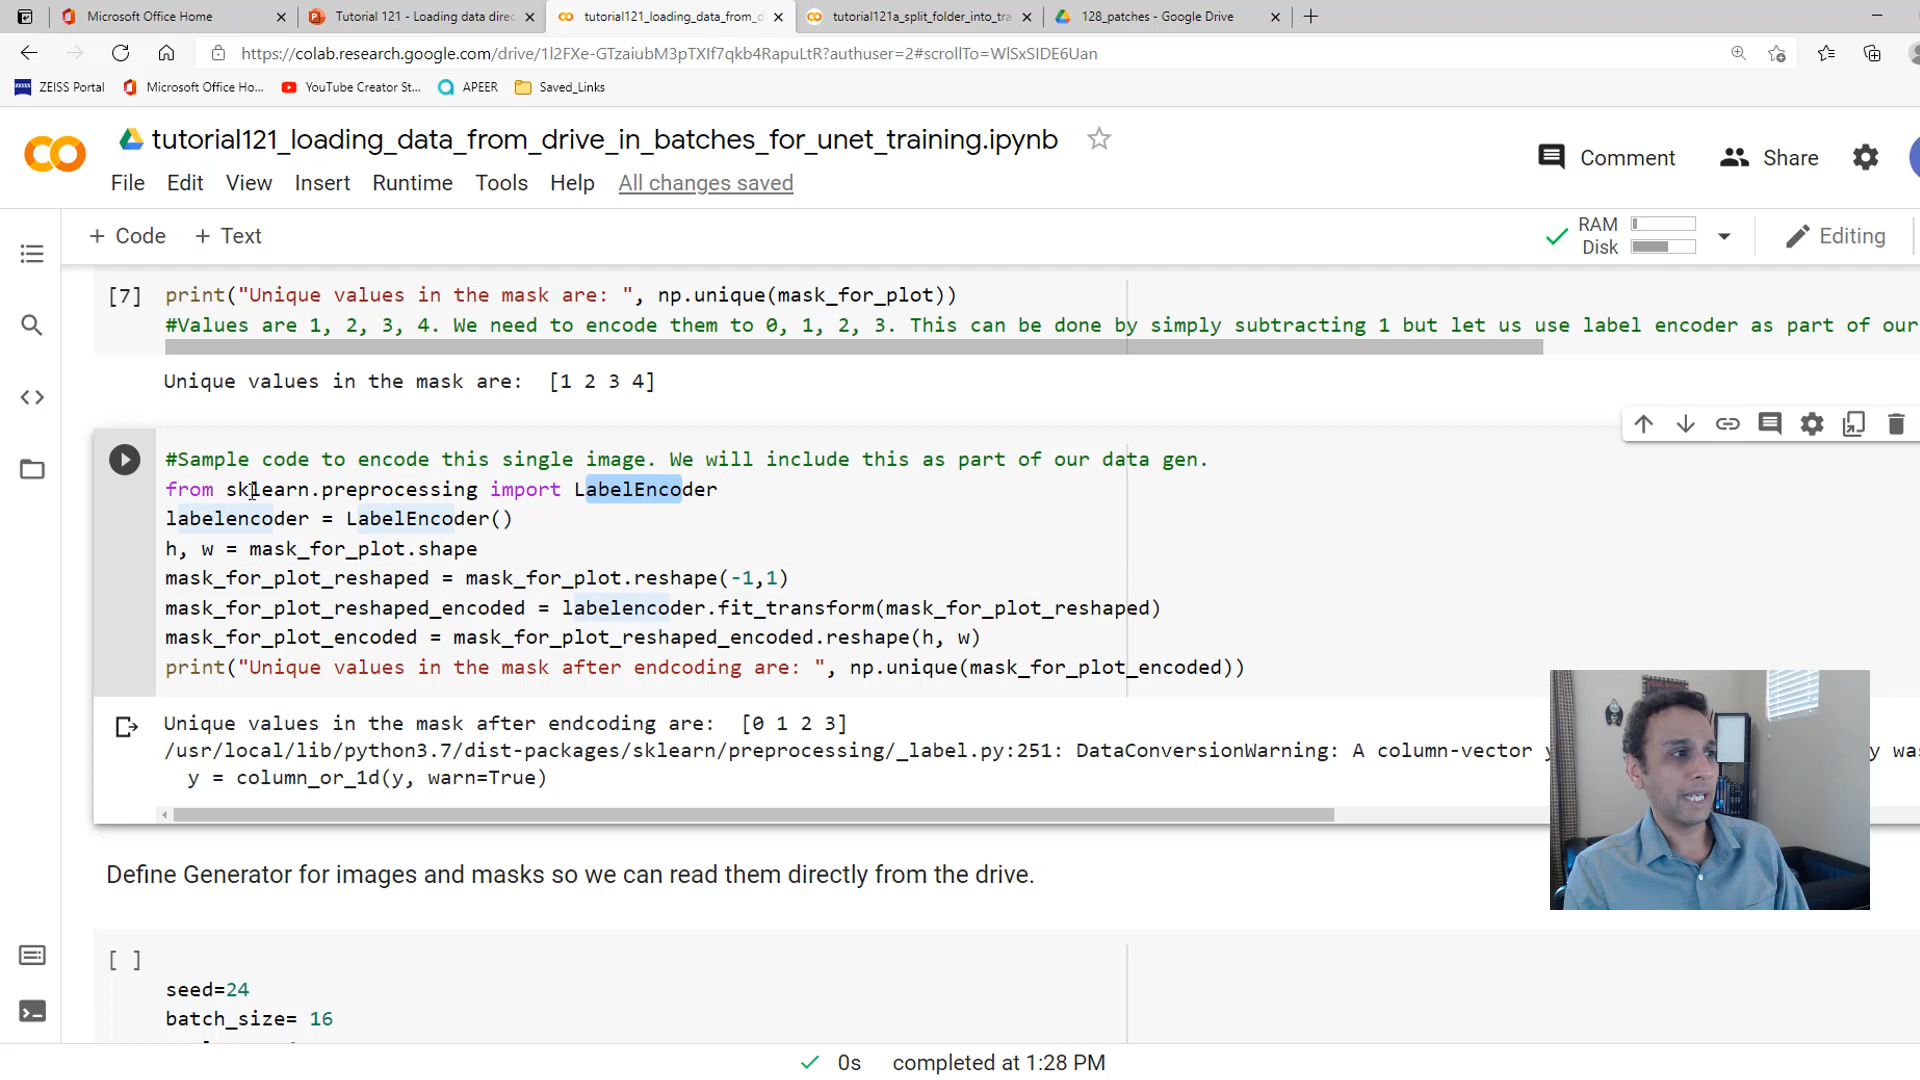 Microsoft Office Home
Tutorial 121 - Loading data direc
tutorial121_loading_data_from_d
tutorial121a_split_folder_into_tra
128_patches - Google Drive
https://colab.research.google.com/drive/1l2FXe-GTzaiubM3pTXIf7qkb4RapuLtR?authuser=2#scrollTo=WlSxSIDE6Uan
ZEISS Portal
Microsoft Office Ho...
YouTube Creator St...
APEER
Saved_Links
tutorial121_loading_data_from_drive_in_batches_for_unet_training.ipynb
Comment
Share
File Edit View Insert Runtime Tools Help All changes saved
+ Code + Text
RAM
Disk
Editing
[7] print("Unique values in the mask are: ", np.unique(mask_for_plot))
#Values are 1, 2, 3, 4. We need to encode them to 0, 1, 2, 3. This can be done by simply subtracting 1 but let us use label encoder as part of our
Unique values in the mask are:  [1 2 3 4]
#Sample code to encode this single image. We will include this as part of our data gen.
from sklearn.preprocessing import LabelEncoder
labelencoder = LabelEncoder()
h, w = mask_for_plot.shape
mask_for_plot_reshaped = mask_for_plot.reshape(-1,1)
mask_for_plot_reshaped_encoded = labelencoder.fit_transform(mask_for_plot_reshaped)
mask_for_plot_encoded = mask_for_plot_reshaped_encoded.reshape(h, w)
print("Unique values in the mask after endcoding are: ", np.unique(mask_for_plot_encoded))
Unique values in the mask after endcoding are:  [0 1 2 3]
/usr/local/lib/python3.7/dist-packages/sklearn/preprocessing/_label.py:251: DataConversionWarning: A column-vector y was
y = column_or_1d(y, warn=True)
Define Generator for images and masks so we can read them directly from the drive.
[ ]
seed=24
batch_size= 16
0s completed at 1:28 PM